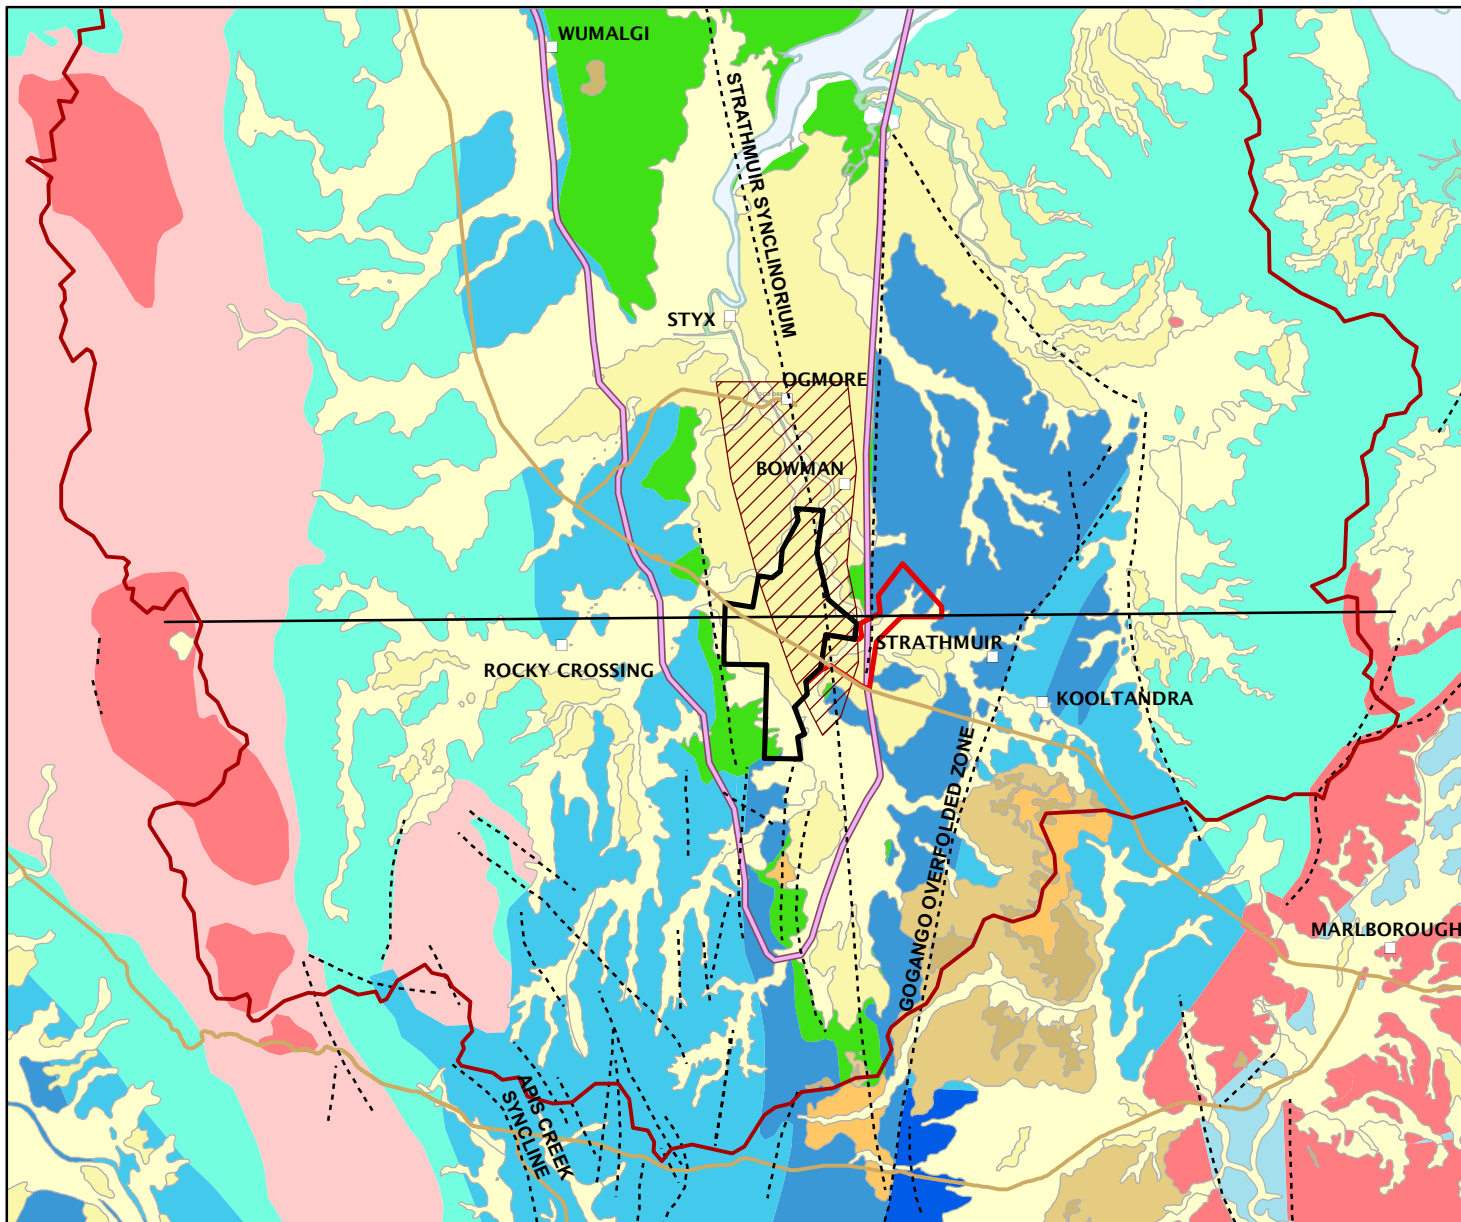 WUMALGI
STRATHMUIR SYNCLINORIUM
STYX
OGMORE
BOWMAN
STRATHMUIR
ROCKY CROSSING
KOOLTANDRA
GOGANGO OVERFOLDED ZONE
MARLBOROUGH
APIS CREEK
SYNCLINE